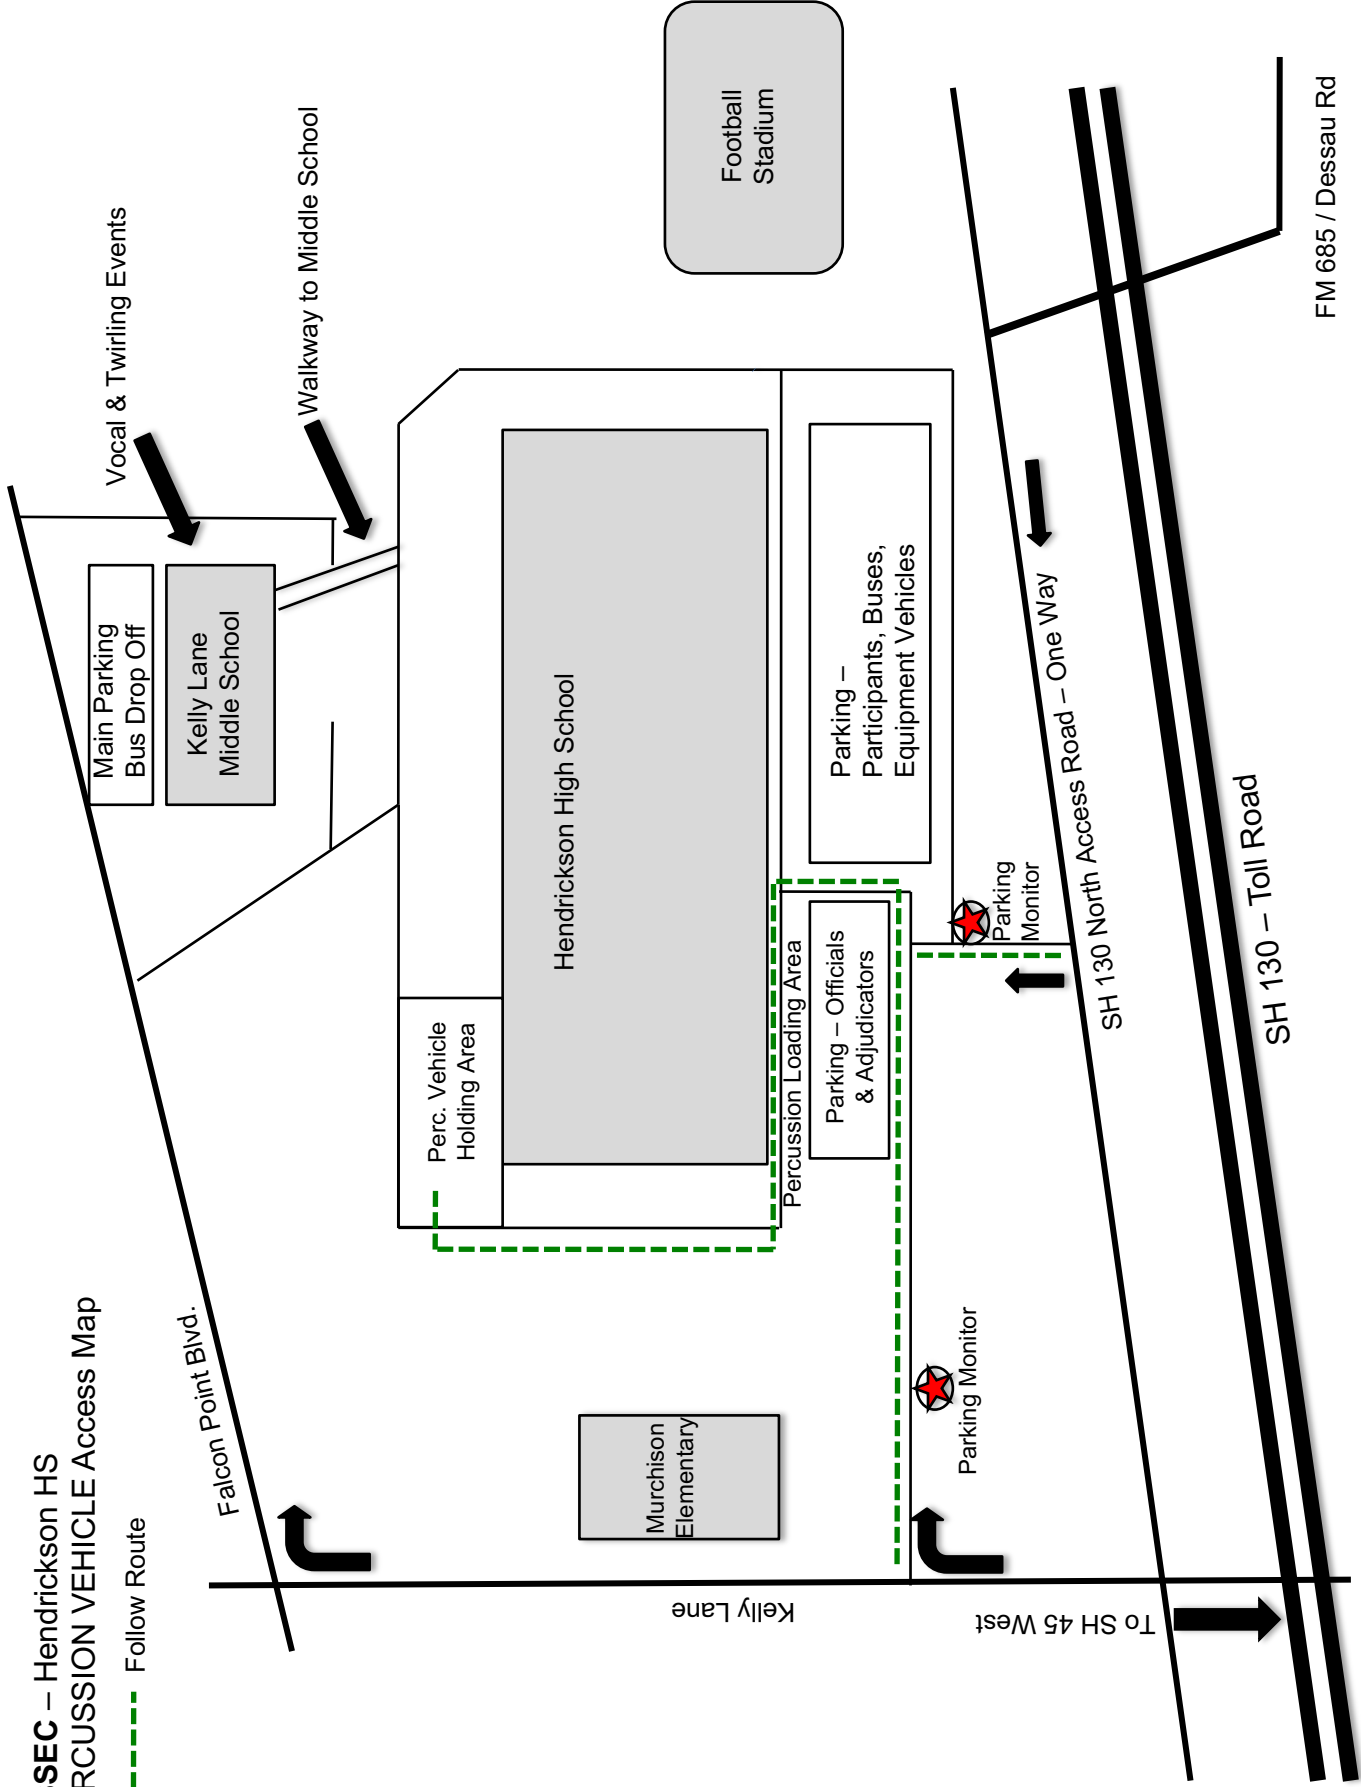 SSEC – Hendrickson HS
RCUSSION VEHICLE Access Map
Follow Route
Falcon Point Blvd.
Main Parking
Bus Drop Off
Kelly Lane
Middle School
Vocal & Twirling Events
Walkway to Middle School
Perc. Vehicle
Holding Area
Hendrickson High School
Football
Stadium
Murchison
Elementary
Percussion Loading Area
Parking – Officials
& Adjudicators
Parking –
Participants, Buses,
Equipment Vehicles
Parking Monitor
Parking
Monitor
Kelly Lane
To SH 45 West
SH 130 North Access Road – One Way
SH 130 – Toll Road
FM 685 / Dessau Rd